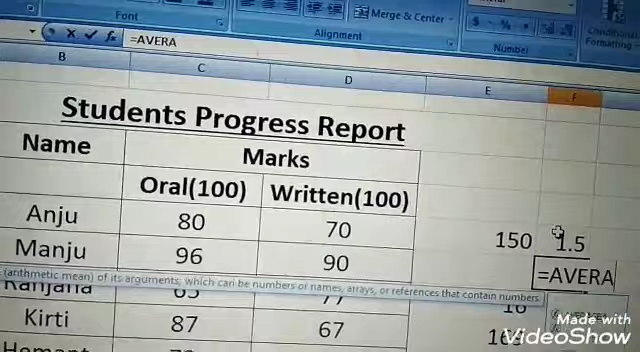 Font
Alignment
Number
Merge & Center
Conditional
Formatting
=AVERA
B C D E F
Students Progress Report
Name Marks
Oral(100) Written(100)
Anju 80 70 150 1.5
Manju 96 90 =AVERA
(arithmetic mean) of its arguments, which can be numbers or names, arrays, or references that contain numbers
Kirti 87 67
Made with
VideoShow